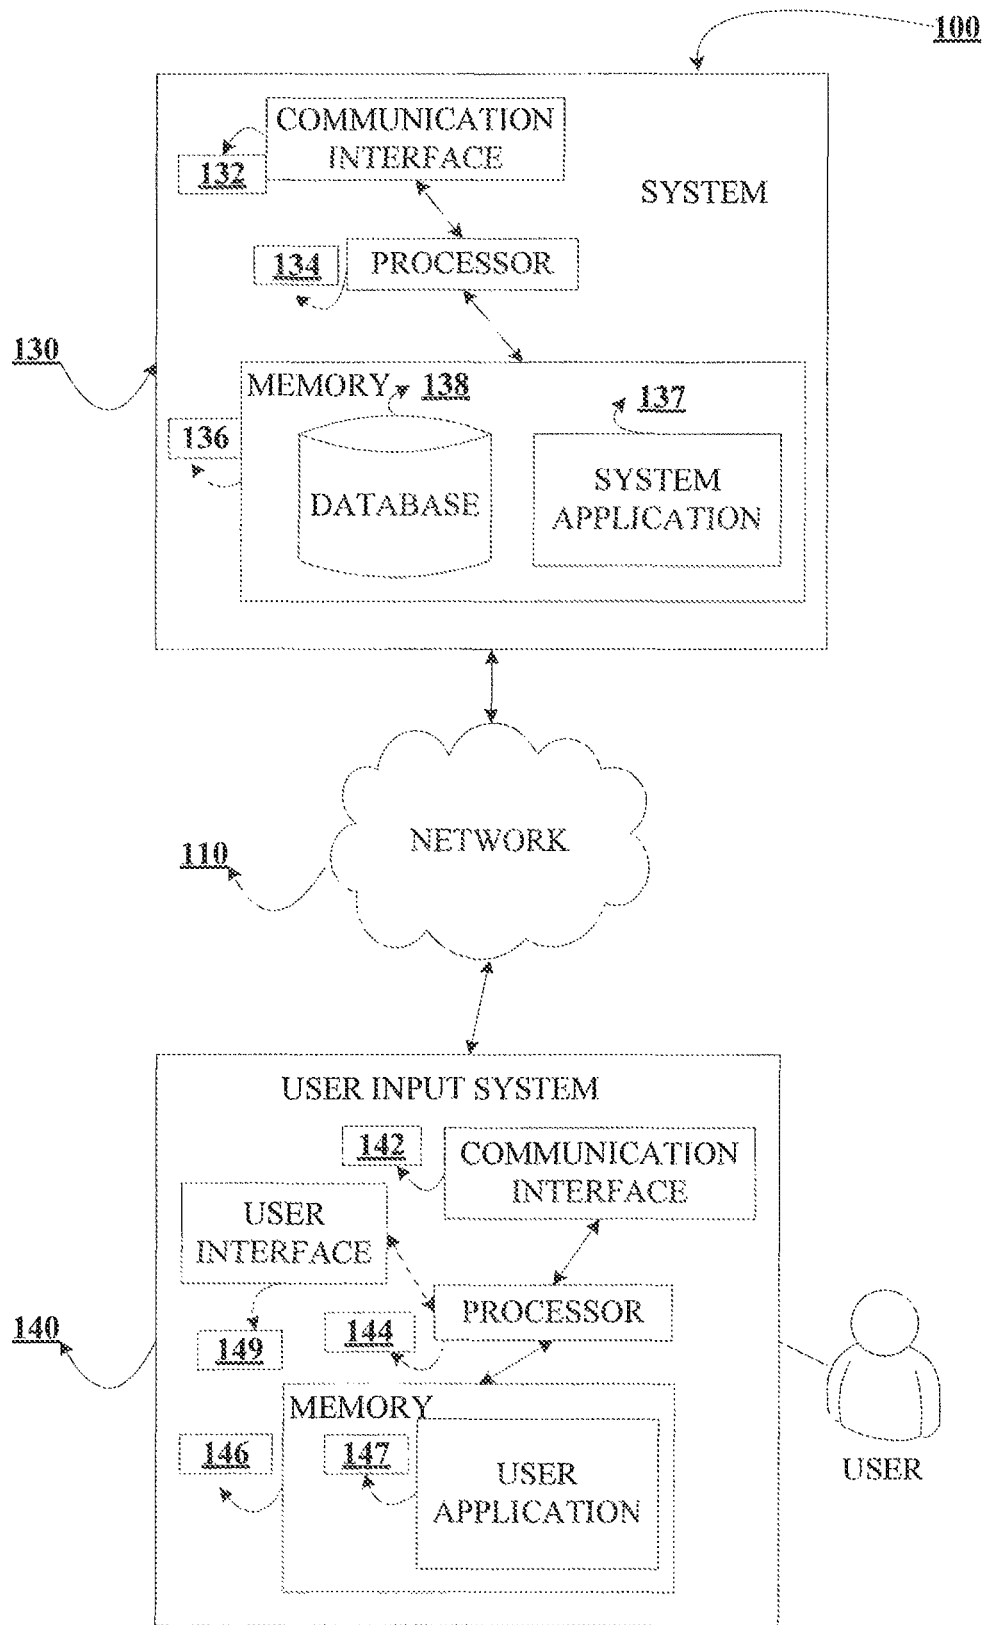 100
COMMUNICATION
INTERFACE
132
SYSTEM
134
PROCESSOR
130
MEMORY
138
137
136
DATABASE
SYSTEM
APPLICATION
NETWORK
110
USER INPUT SYSTEM
142
COMMUNICATION
INTERFACE
USER
INTERFACE
PROCESSOR
140
149
144
MEMORY
146
147
USER
APPLICATION
USER